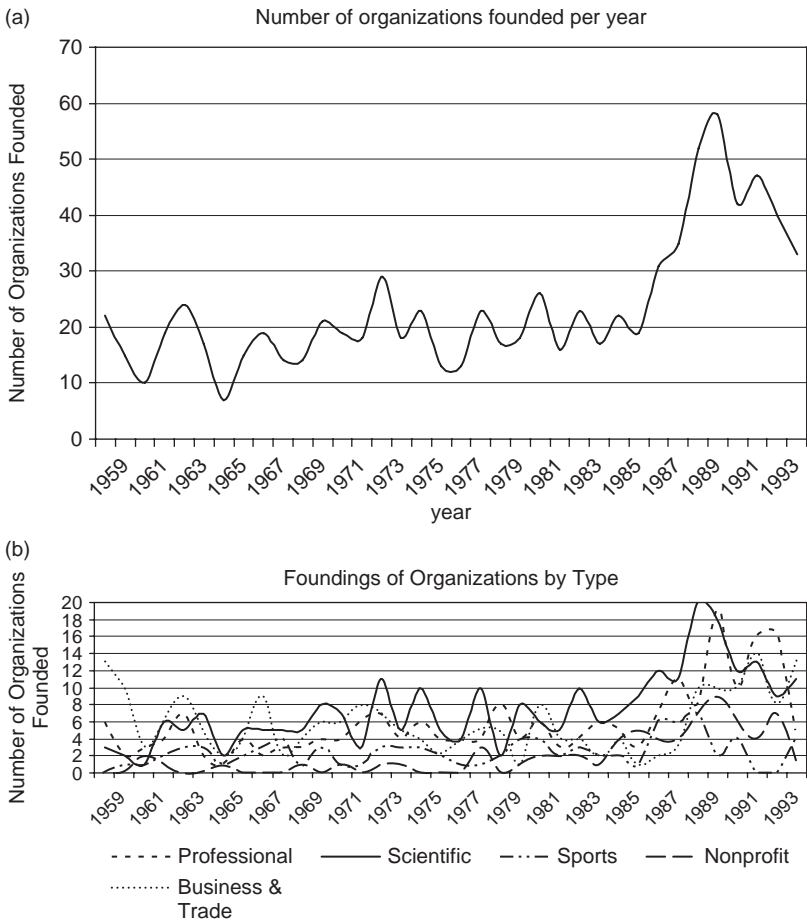 (a)
Number of organizations founded per year
Number of Organizations Founded
70
60
50
40
30
20
10
0
1959 1961 1963 1965 1967 1969 1971 1973 1975 1977 1979 1981 1983 1985 1987 1989 1991 1993
year
(b)
Foundings of Organizations by Type
Number of Organizations
Founded
20
18
16
14
12
10
8
6
4
2
0
1959 1961 1963 1965 1967 1969 1971 1973 1975 1977 1979 1981 1983 1985 1987 1989 1991 1993
Professional Scientific Sports Nonprofit
Business &
Trade